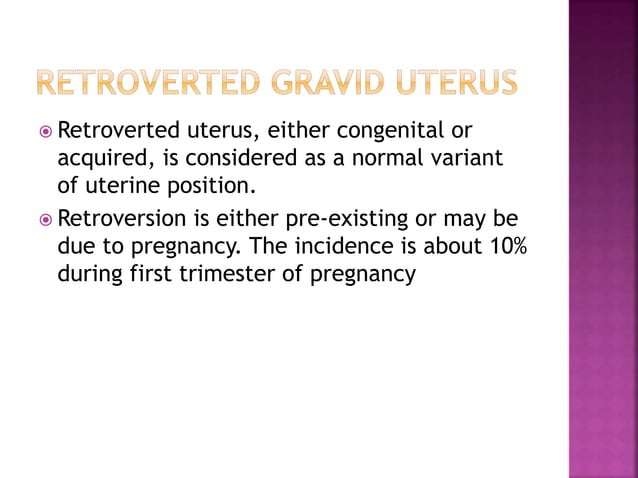 RETROVERTED GRAVID UTERUS
Retroverted uterus, either congenital or
acquired, is considered as a normal variant
of uterine position.
Retroversion is either pre-existing or may be
due to pregnancy. The incidence is about 10%
during first trimester of pregnancy